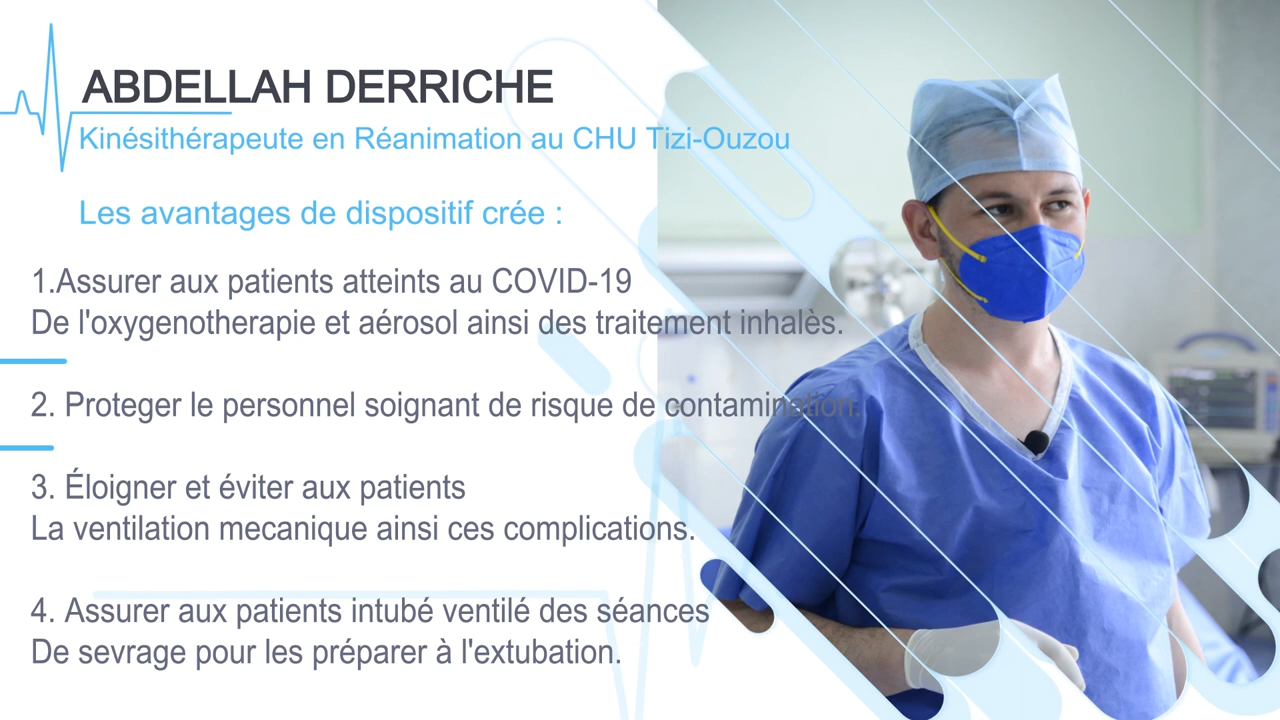 ABDELLAH DERRICHE
Kinésithérapeute en Réanimation au CHU Tizi-Ouzou
Les avantages de dispositif crée :
1.Assurer aux patients atteints au COVID-19
De l'oxygenotherapie et aérosol ainsi des traitement inhalès.
2. Proteger le personnel soignant de risque de contamination.
3. Éloigner et éviter aux patients
La ventilation mecanique ainsi ces complications.
4. Assurer aux patients intubé ventilé des séances
De sevrage pour les préparer à l'extubation.